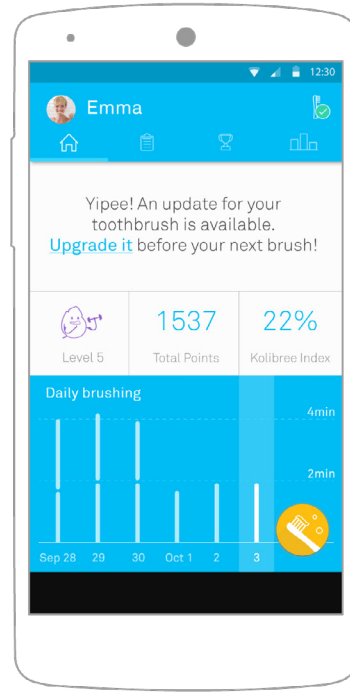 12:30
Emma
Yipee! An update for your
toothbrush is available.
Upgrade it before your next brush!
1537
22%
Level 5
Total Points
Kolibree Index
Daily brushing
4min
2min
Sep 28
29
30
Oct 1
2
3